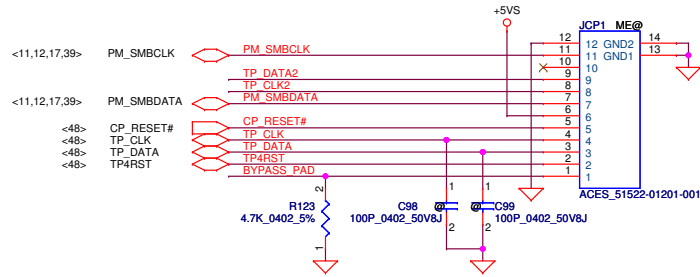 +5VS
JCP1 ME@
12 12 GND2 14
<11,12,17,39> PM_SMBCLK PM_SMBCLK 11 11 GND1 13
10 10
TP_DATA2 9 9
TP_CLK2 8 8
<11,12,17,39> PM_SMBDATA PM_SMBDATA 7 7
6 6
<48> CP_RESET# CP_RESET# 5 5
<48> TP_CLK TP_CLK 4 4
<48> TP_DATA TP_DATA 3 3
<48> TP4RST TP4RST 2 2
BYPASS_PAD 1 1
ACES_51522-01201-001
2 1 1
R123 C98 @ @ C99
4.7K_0402_5% 100P_0402_50V8J 100P_0402_50V8J
1 2 2